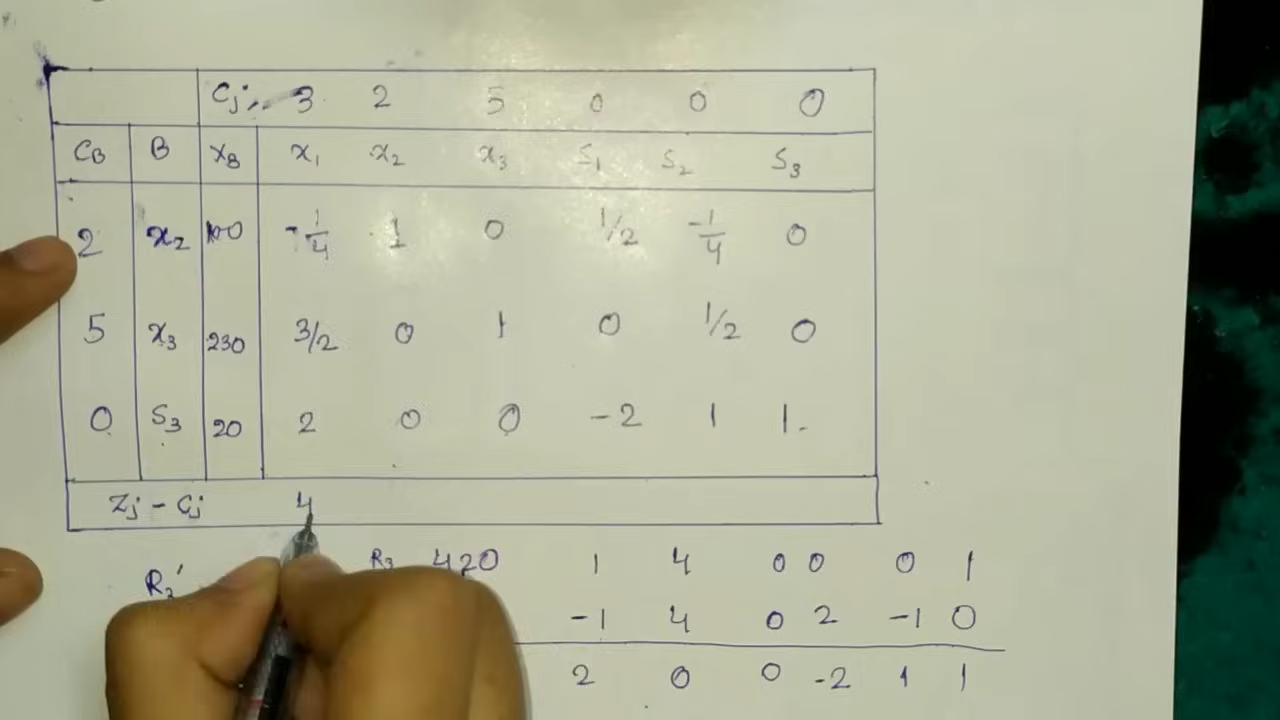 Cj 3 2 5 0 0 0
CB B XB x₁ x₂ x₃ S₁ S₂ S₃
2 x₂ 100 -1/4 1 0 1/2 -1/4 0
5 x₃ 230 3/2 0 1 0 1/2 0
0 S₃ 20 2 0 0 -2 1 1
Zj - Cj 4
R₃' R₃ 420 1 4 0 0 0 1
-1 4 0 2 -1 0
2 0 0 -2 1 1